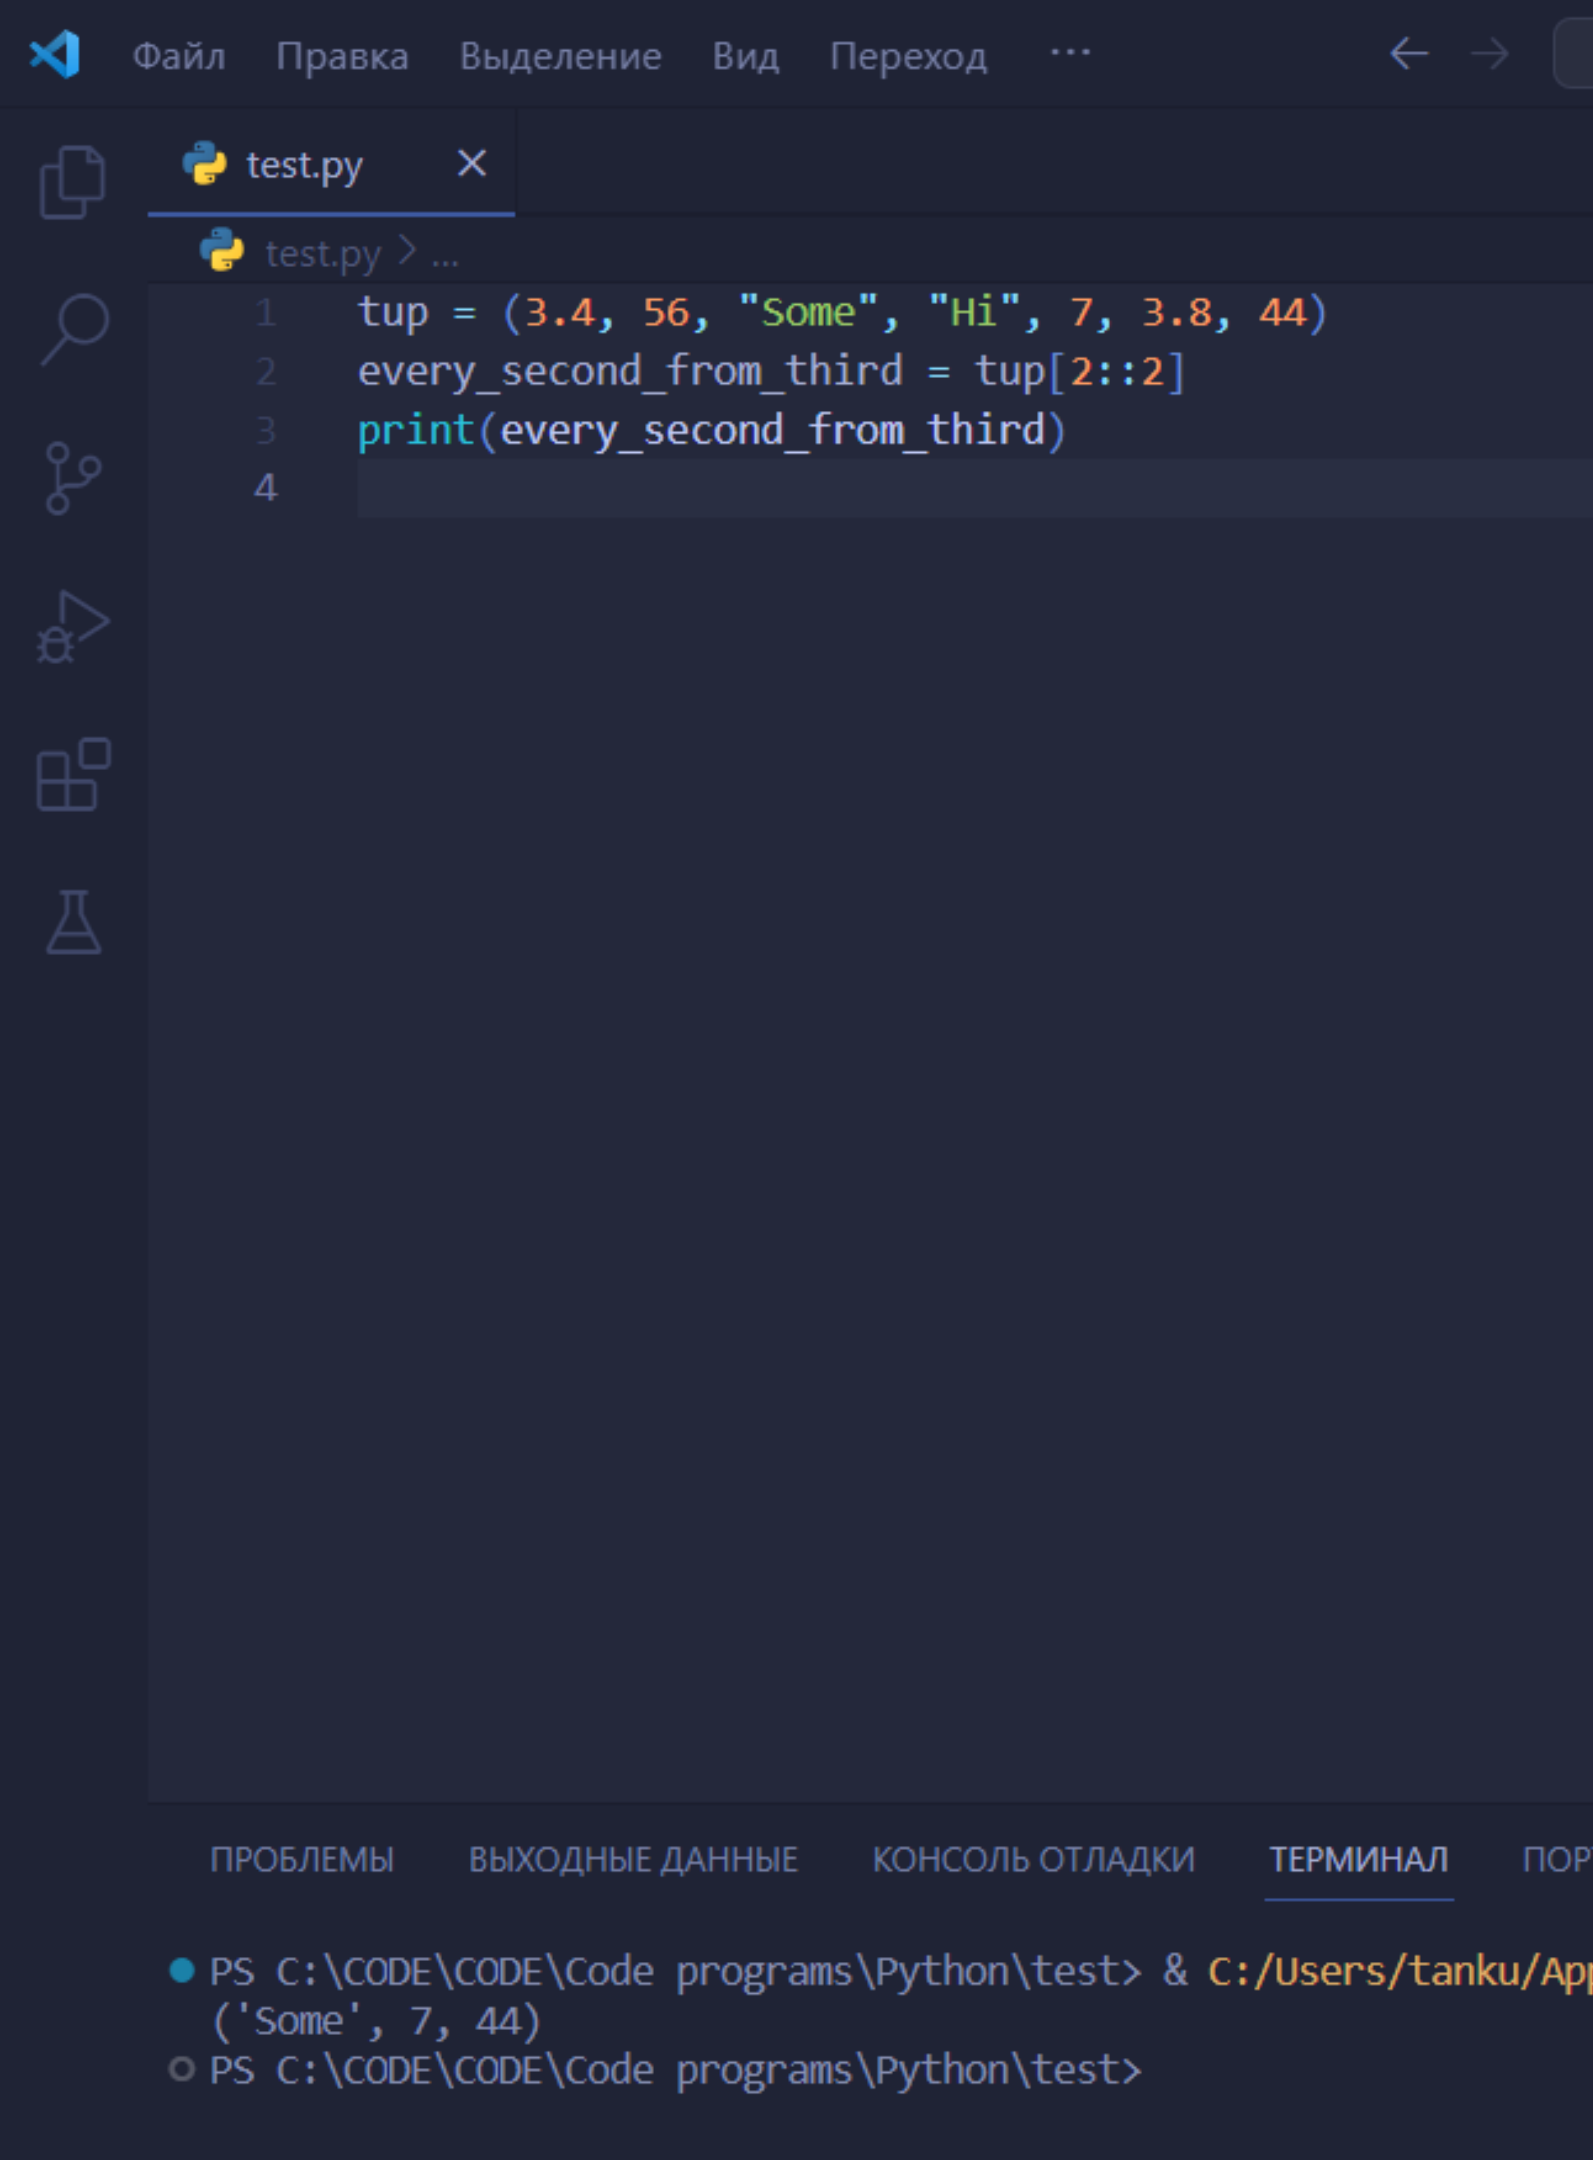 Файл Правка Выделение Вид Переход ...
test.py
test.py > ...
1 tup = (3.4, 56, "Some", "Hi", 7, 3.8, 44)
2 every_second_from_third = tup[2::2]
3 print(every_second_from_third)
4
ПРОБЛЕМЫ ВЫХОДНЫЕ ДАННЫЕ КОНСОЛЬ ОТЛАДКИ ТЕРМИНАЛ
PS C:\CODE\CODE\Code programs\Python\test> & C:/Users/tanku/App
('Some', 7, 44)
PS C:\CODE\CODE\Code programs\Python\test>